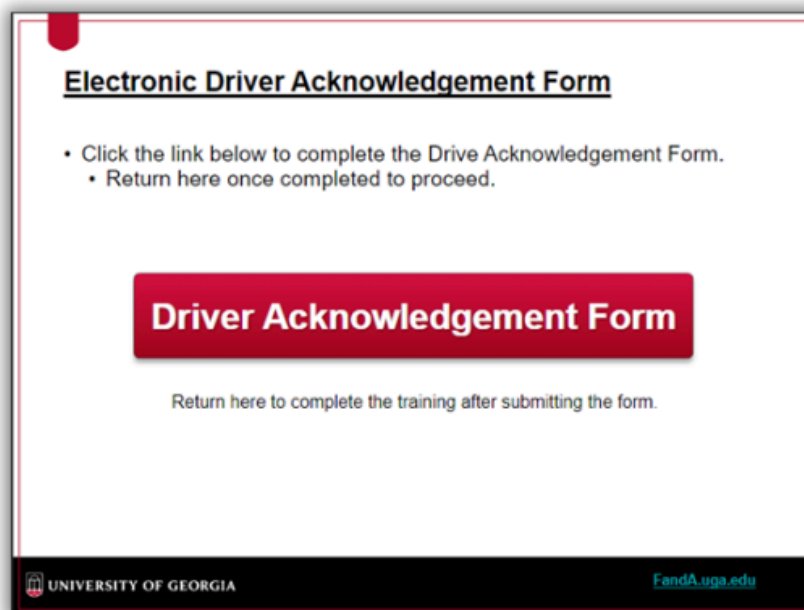 Electronic Driver Acknowledgement Form
• Click the link below to complete the Drive Acknowledgement Form.
• Return here once completed to proceed.
Driver Acknowledgement Form
Return here to complete the training after submitting the form.
UNIVERSITY OF GEORGIA
FandA.uga.edu